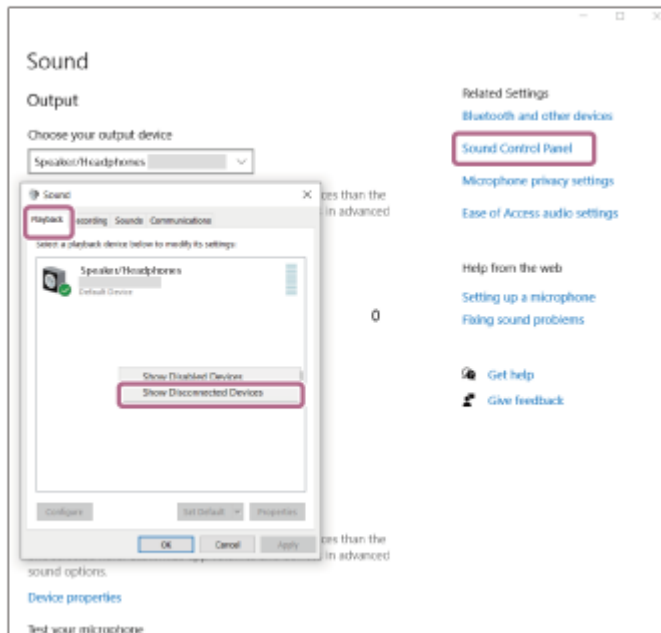 Sound
Output
Choose your output device
Speaker/Headphones
Sound
ces than the
in advanced
Playback
ecording
Sounds
Communications
Select a playback device below to modify its settings:
Speaker/Headphones
Default Device
0
Show Disabled Devices
Show Disconnected Devices
Configure
Set Default
Properties
OK
Cancel
Apply
ces than the
in advanced
sound options.
Device properties
Test your microphone
Related Settings
Bluetooth and other devices
Sound Control Panel
Microphone privacy settings
Ease of Access audio settings
Help from the web
Setting up a microphone
Fixing sound problems
Get help
Give feedback